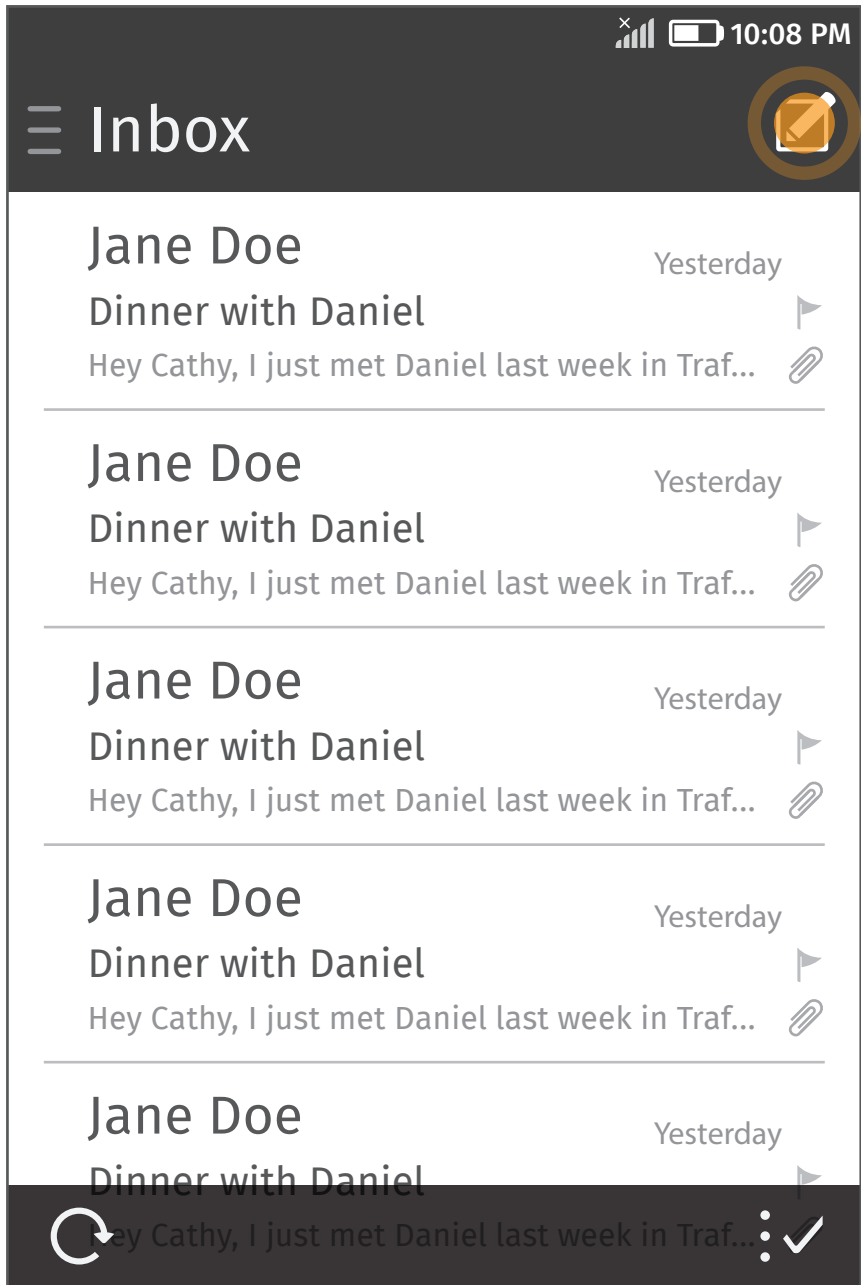 10:08 PM
Inbox
Jane Doe
Yesterday
Dinner with Daniel
Hey Cathy, I just met Daniel last week in Traf...
Jane Doe
Yesterday
Dinner with Daniel
Hey Cathy, I just met Daniel last week in Traf...
Jane Doe
Yesterday
Dinner with Daniel
Hey Cathy, I just met Daniel last week in Traf...
Jane Doe
Yesterday
Dinner with Daniel
Hey Cathy, I just met Daniel last week in Traf...
Jane Doe
Yesterday
Dinner with Daniel
Hey Cathy, I just met Daniel last week in Traf...